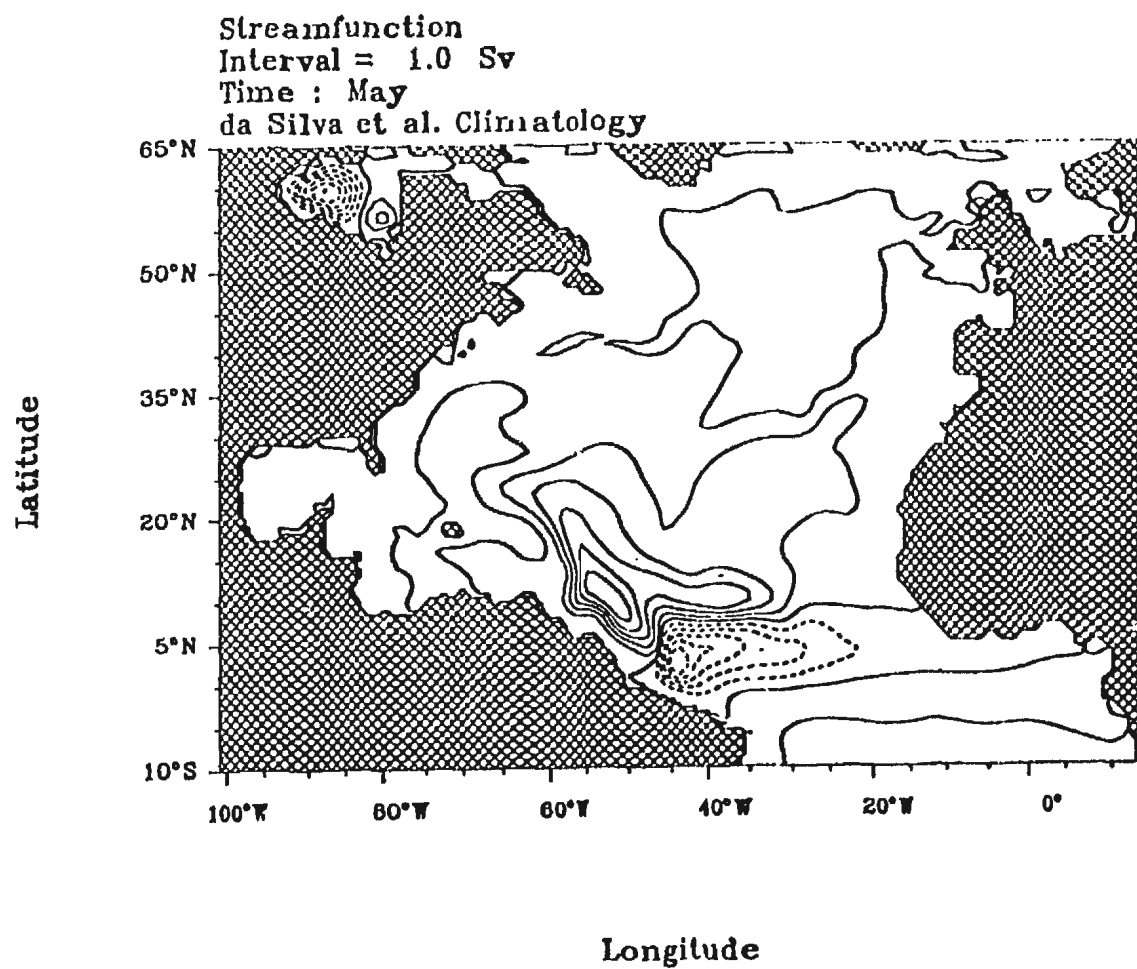 Streamfunction
Interval = 1.0 Sv
Time : May
da Silva et al. Climatology
65°N
50°N
35°N
20°N
5°N
10°S
100°W 80°W 60°W 40°W 20°W 0°
Latitude
Longitude